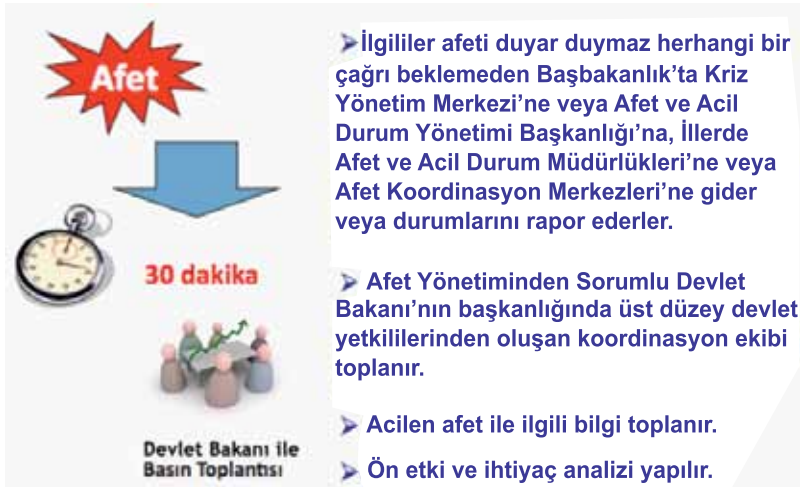 Afet
30 dakika
Devlet Bakanı ile
Basın Toplantısı
İlgililer afeti duyar duymaz herhangi bir
çağrı beklemeden Başbakanlık’ta Kriz
Yönetim Merkezi’ne veya Afet ve Acil
Durum Yönetimi Başkanlığı’na, İllerde
Afet ve Acil Durum Müdürlükleri’ne veya
Afet Koordinasyon Merkezleri’ne gider
veya durumlarını rapor ederler.
Afet Yönetiminden Sorumlu Devlet
Bakanı’nın başkanlığında üst düzey devlet
yetkililerinden oluşan koordinasyon ekibi
toplanır.
Acilen afet ile ilgili bilgi toplanır.
Ön etki ve ihtiyaç analizi yapılır.